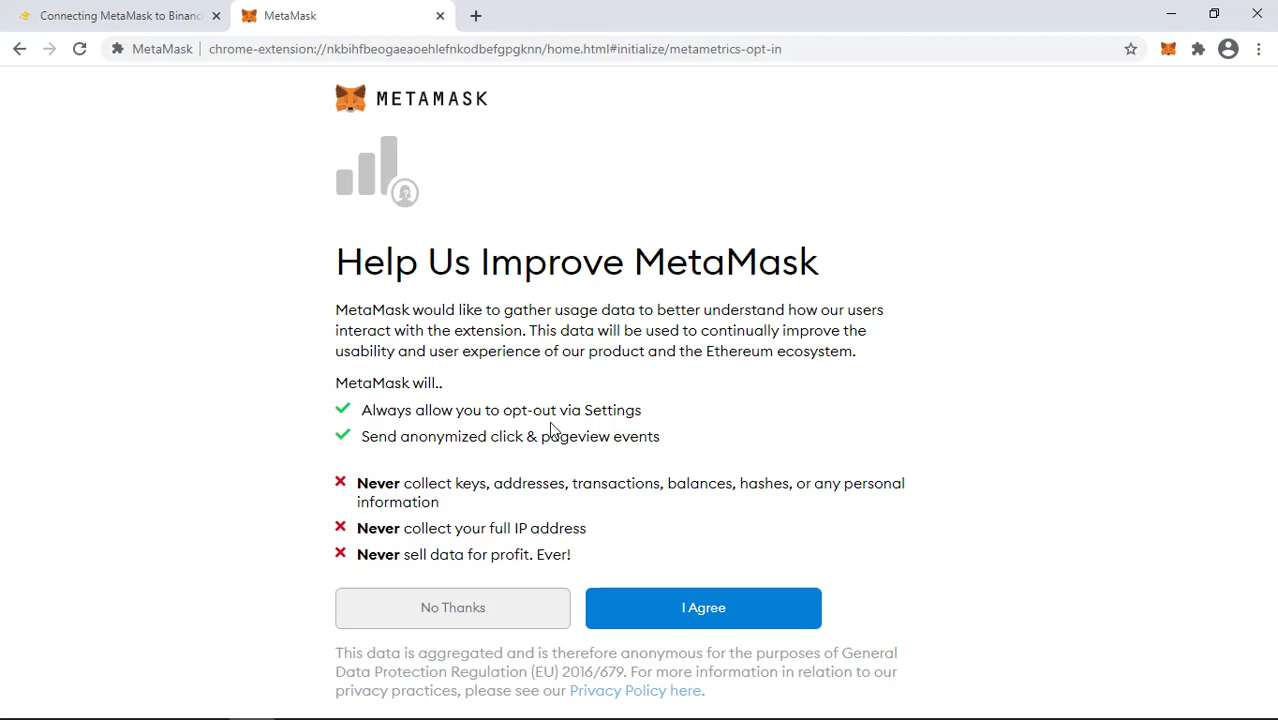 Connecting MetaMask to Binanc
MetaMask
MetaMask
chrome-extension://nkbihfbeogaeaoehlefnkodbefgpgknn/home.html#initialize/metametrics-opt-in
METAMASK
Help Us Improve MetaMask
MetaMask would like to gather usage data to better understand how our users
interact with the extension. This data will be used to continually improve the
usability and user experience of our product and the Ethereum ecosystem.
MetaMask will..
Always allow you to opt-out via Settings
Send anonymized click & pageview events
Never collect keys, addresses, transactions, balances, hashes, or any personal
information
Never collect your full IP address
Never sell data for profit. Ever!
No Thanks
I Agree
This data is aggregated and is therefore anonymous for the purposes of General
Data Protection Regulation (EU) 2016/679. For more information in relation to our
privacy practices, please see our Privacy Policy here.